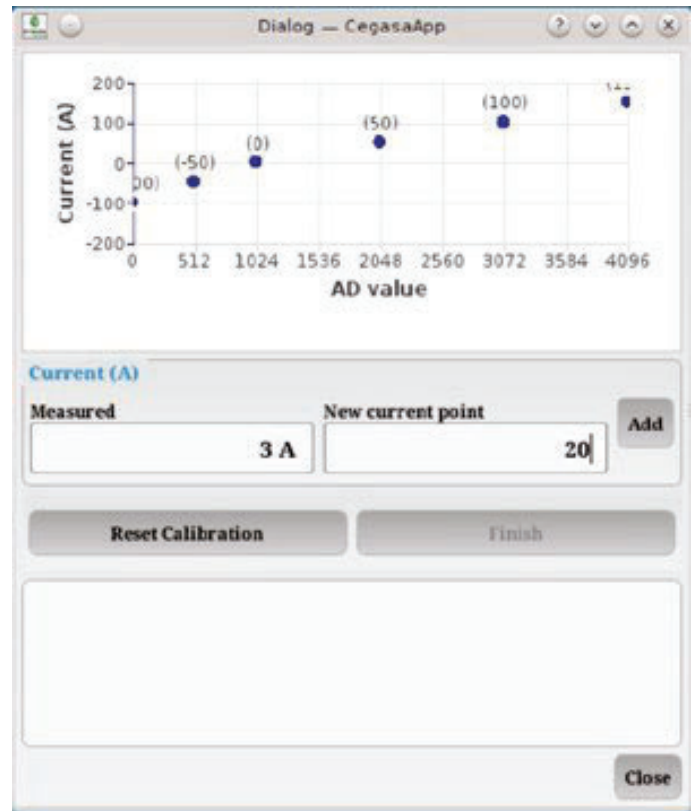 Dialog — CegasaApp
Current (A)
200
100
0
-100
-200
(-50)
(0)
(50)
(100)
0 512 1024 1536 2048 2560 3072 3584 4096
AD value
Current (A)
Measured New current point
3 A 20 Add
Reset Calibration Finish
Close